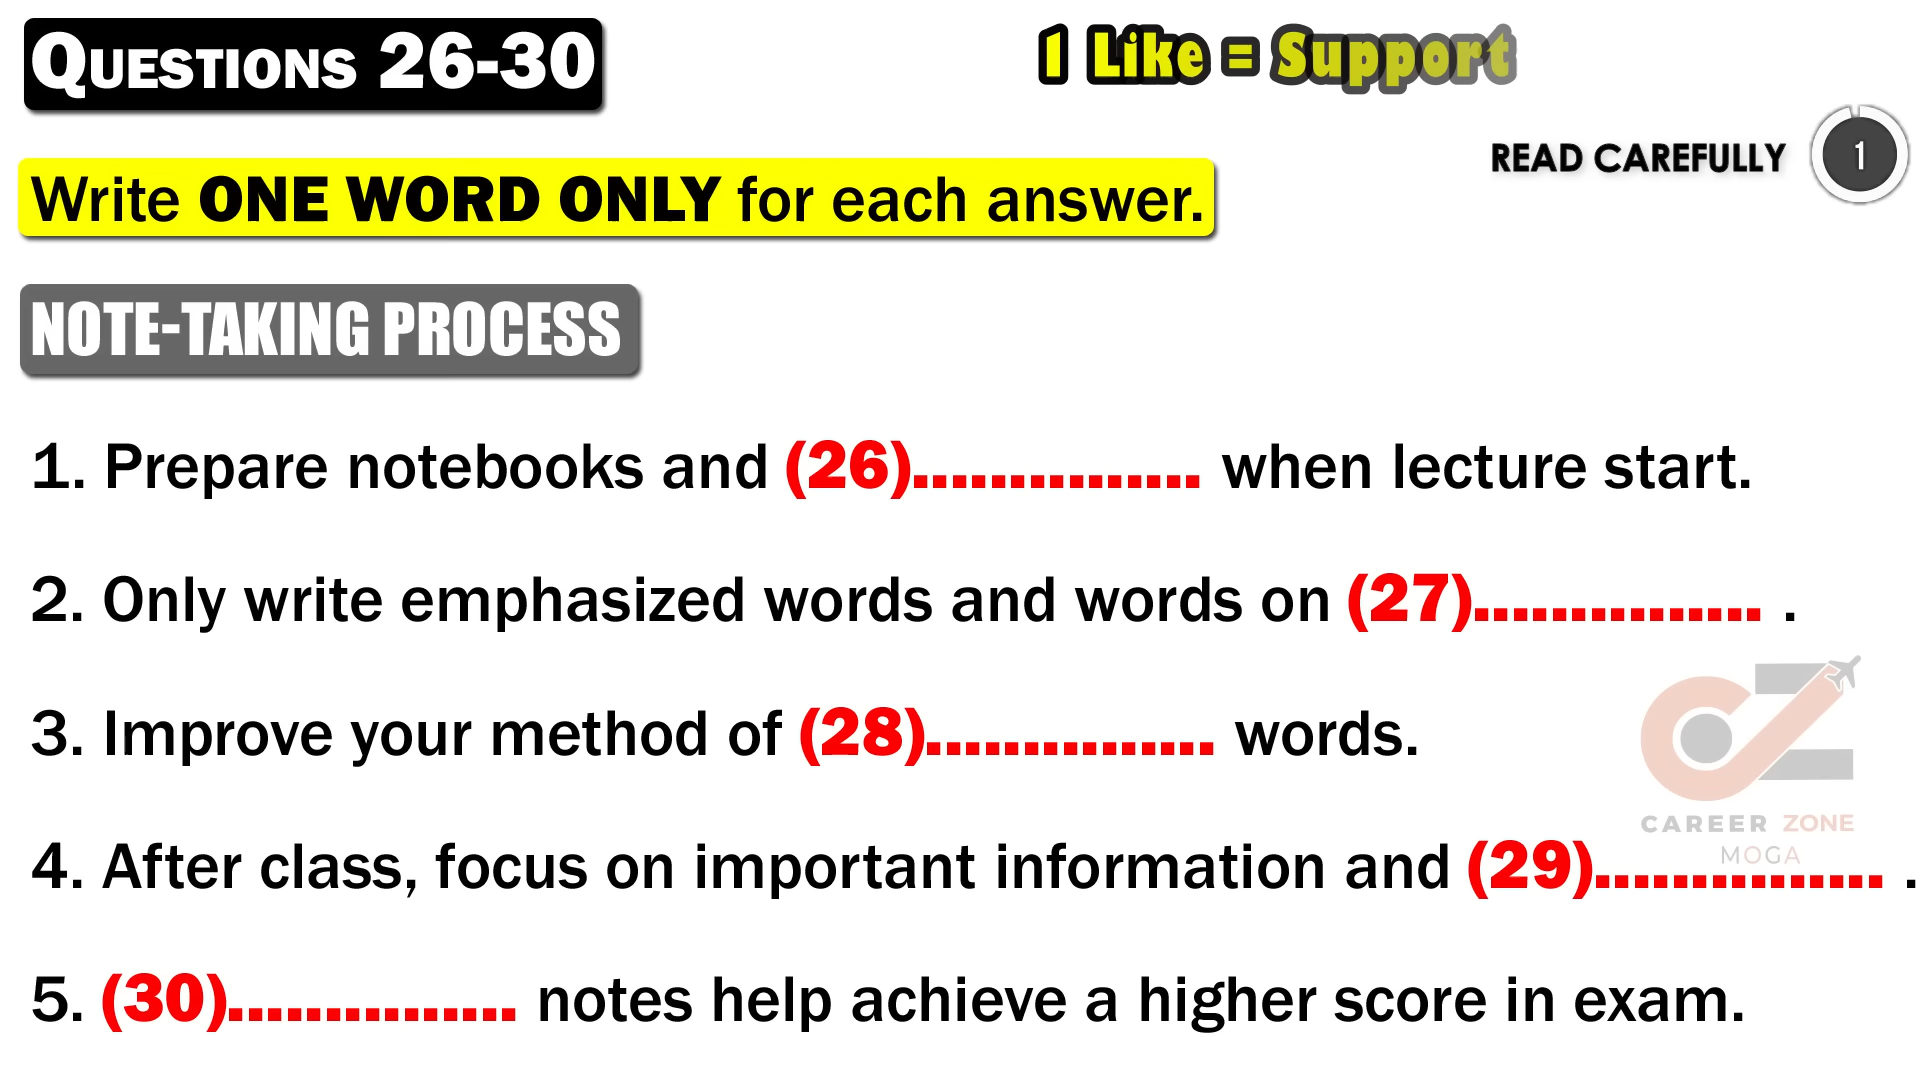 QUESTIONS 26-30
1 Like = Support
READ CAREFULLY 1
Write ONE WORD ONLY for each answer.
NOTE-TAKING PROCESS
1. Prepare notebooks and (26)............... when lecture start.
2. Only write emphasized words and words on (27)............... .
3. Improve your method of (28)............... words.
CAREER ZONE
MOGA
4. After class, focus on important information and (29)............... .
5. (30)............... notes help achieve a higher score in exam.